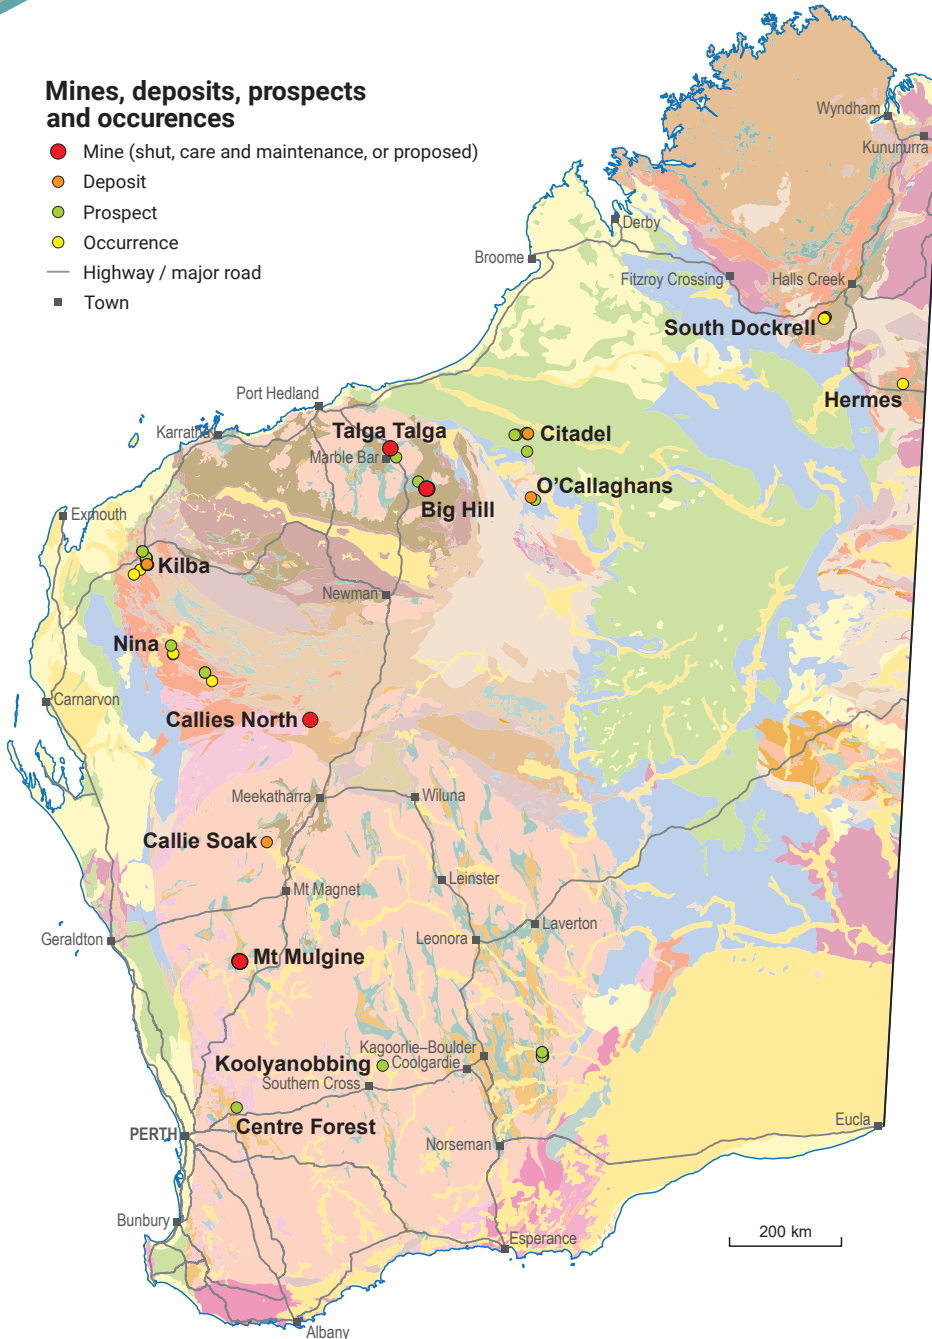 Mines, deposits, prospects
and occurences
Mine (shut, care and maintenance, or proposed)
Deposit
Prospect
Occurrence
Highway / major road
Town
Wyndham
Kununurra
Derby
Broome
Fitzroy Crossing
Halls Creek
South Dockrell
Hermes
Port Hedland
Karratha
Talga Talga
Marble Bar
Citadel
O'Callaghans
Big Hill
Exmouth
Kilba
Newman
Nina
Carnarvon
Callies North
Meekatharra
Wiluna
Callie Soak
Leinster
Mt Magnet
Laverton
Geraldton
Leonora
Mt Mulgine
Kagoorlie–Boulder
Koolyanobbing
Coolgardie
Southern Cross
Centre Forest
PERTH
Eucla
Norseman
Bunbury
Esperance
200 km
Albany